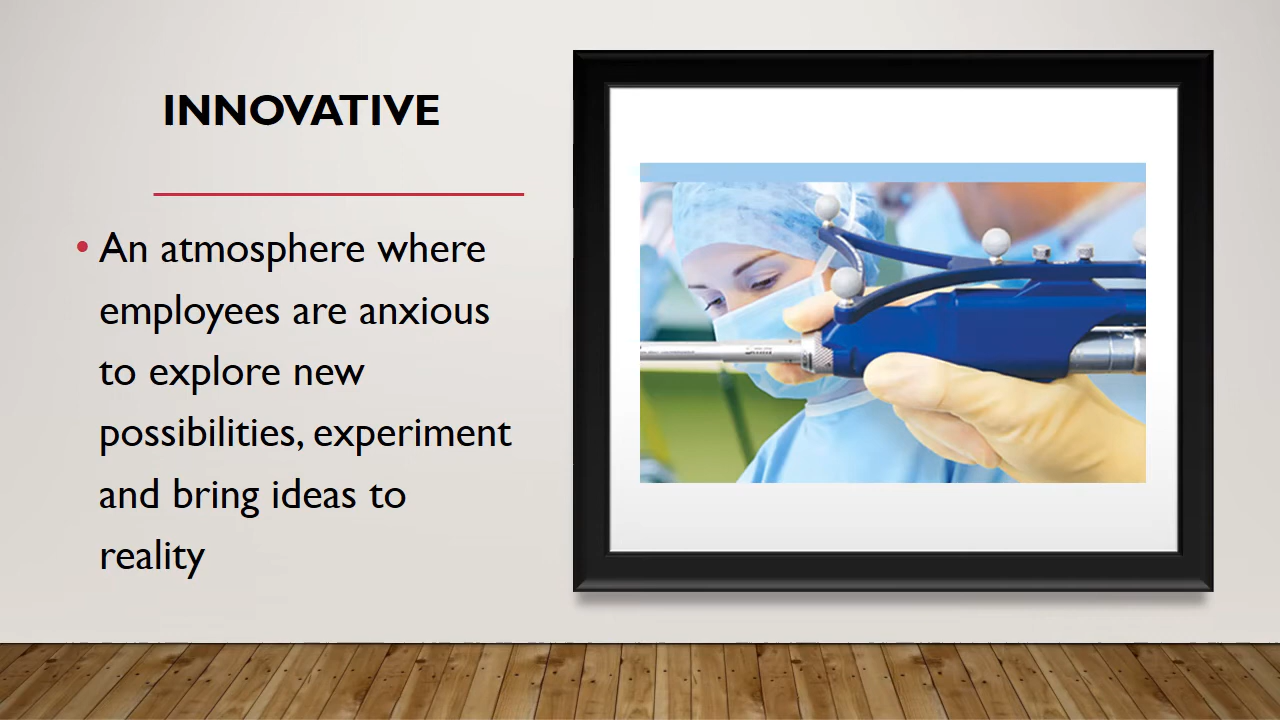 INNOVATIVE
• An atmosphere where
employees are anxious
to explore new
possibilities, experiment
and bring ideas to
reality